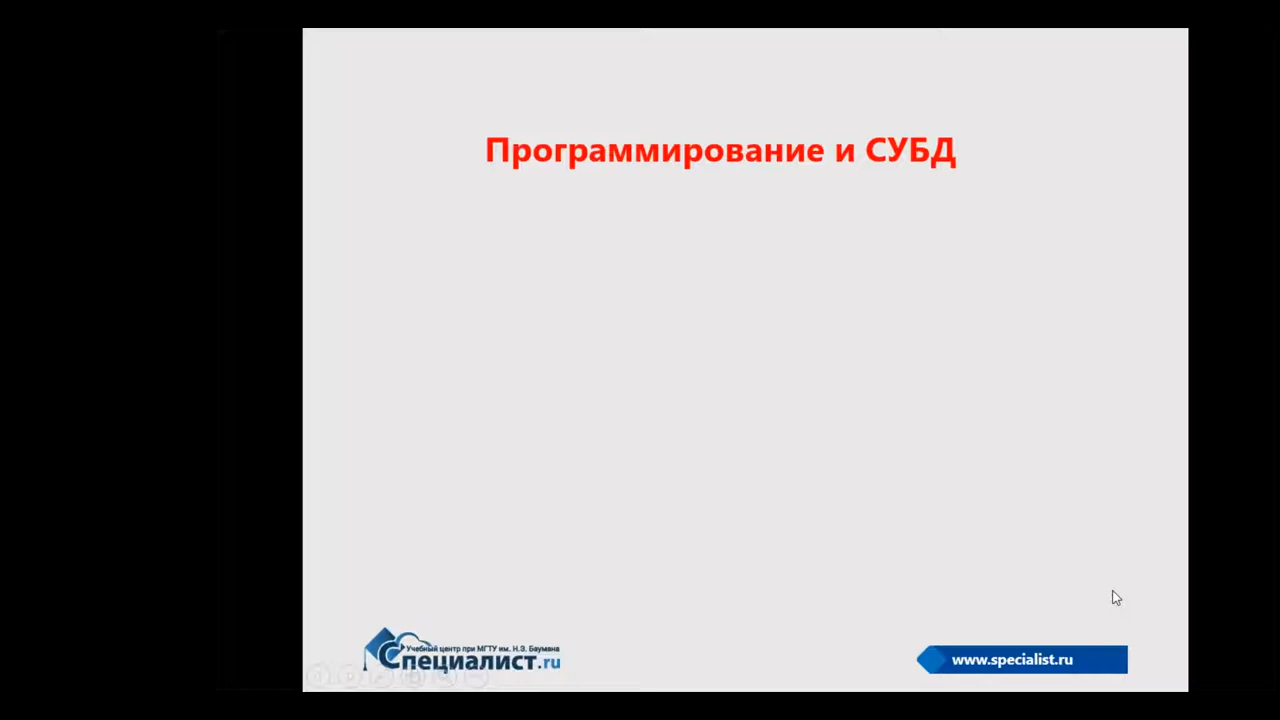 Программирование и СУБД
Учебный центр при МГТУ им. Н.Э. Баумана
Специалист.ru
www.specialist.ru